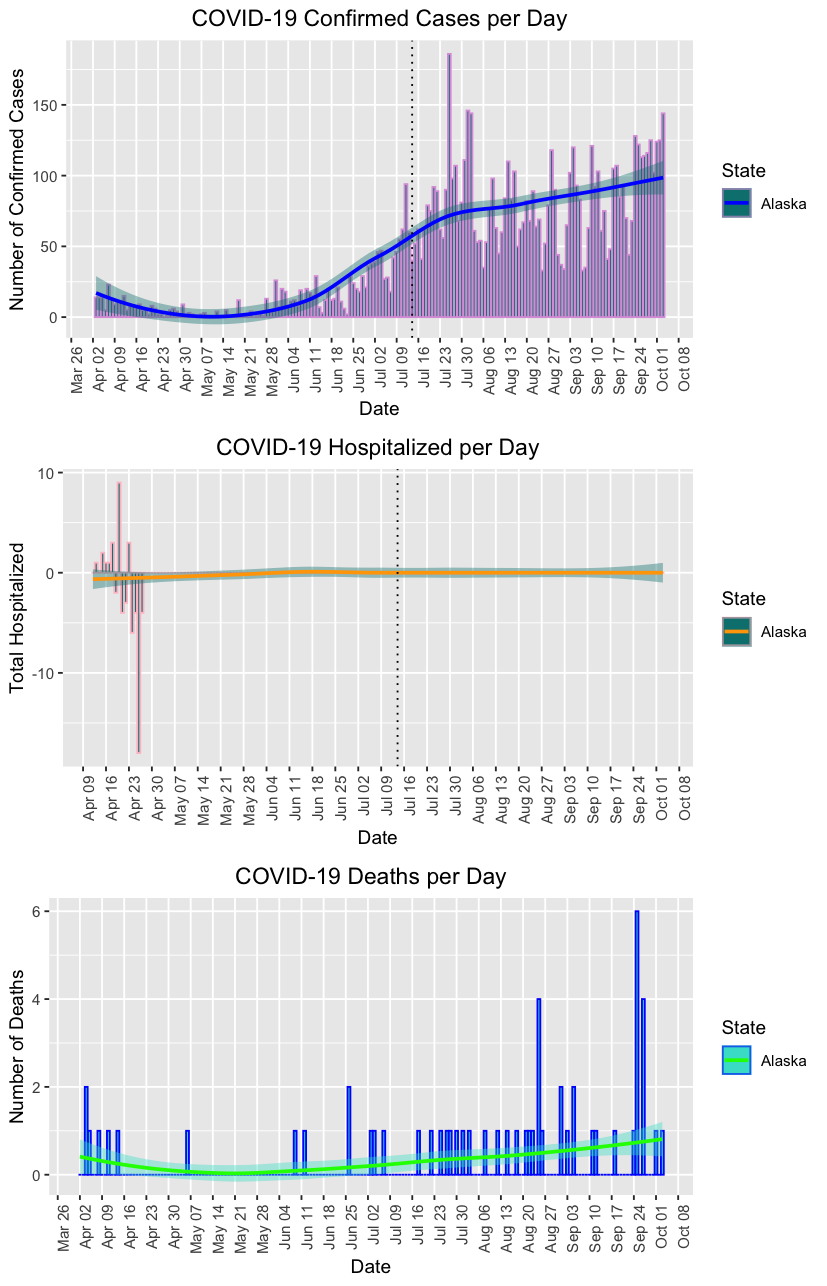 COVID-19 Confirmed Cases per Day
Number of Confirmed Cases
150
100
50
0
Mar 26
Apr 02
Apr 09
Apr 16
Apr 23
Apr 30
May 07
May 14
May 21
May 28
Jun 04
Jun 11
Jun 18
Jun 25
Jul 02
Jul 09
Jul 16
Jul 23
Jul 30
Aug 06
Aug 13
Aug 20
Aug 27
Sep 03
Sep 10
Sep 17
Sep 24
Oct 01
Oct 08
Date
State
Alaska
COVID-19 Hospitalized per Day
Total Hospitalized
10
0
-10
Apr 09
Apr 16
Apr 23
Apr 30
May 07
May 14
May 21
May 28
Jun 04
Jun 11
Jun 18
Jun 25
Jul 02
Jul 09
Jul 16
Jul 23
Jul 30
Aug 06
Aug 13
Aug 20
Aug 27
Sep 03
Sep 10
Sep 17
Sep 24
Oct 01
Oct 08
Date
State
Alaska
COVID-19 Deaths per Day
Number of Deaths
6
4
2
0
Mar 26
Apr 02
Apr 09
Apr 16
Apr 23
Apr 30
May 07
May 14
May 21
May 28
Jun 04
Jun 11
Jun 18
Jun 25
Jul 02
Jul 09
Jul 16
Jul 23
Jul 30
Aug 06
Aug 13
Aug 20
Aug 27
Sep 03
Sep 10
Sep 17
Sep 24
Oct 01
Oct 08
Date
State
Alaska